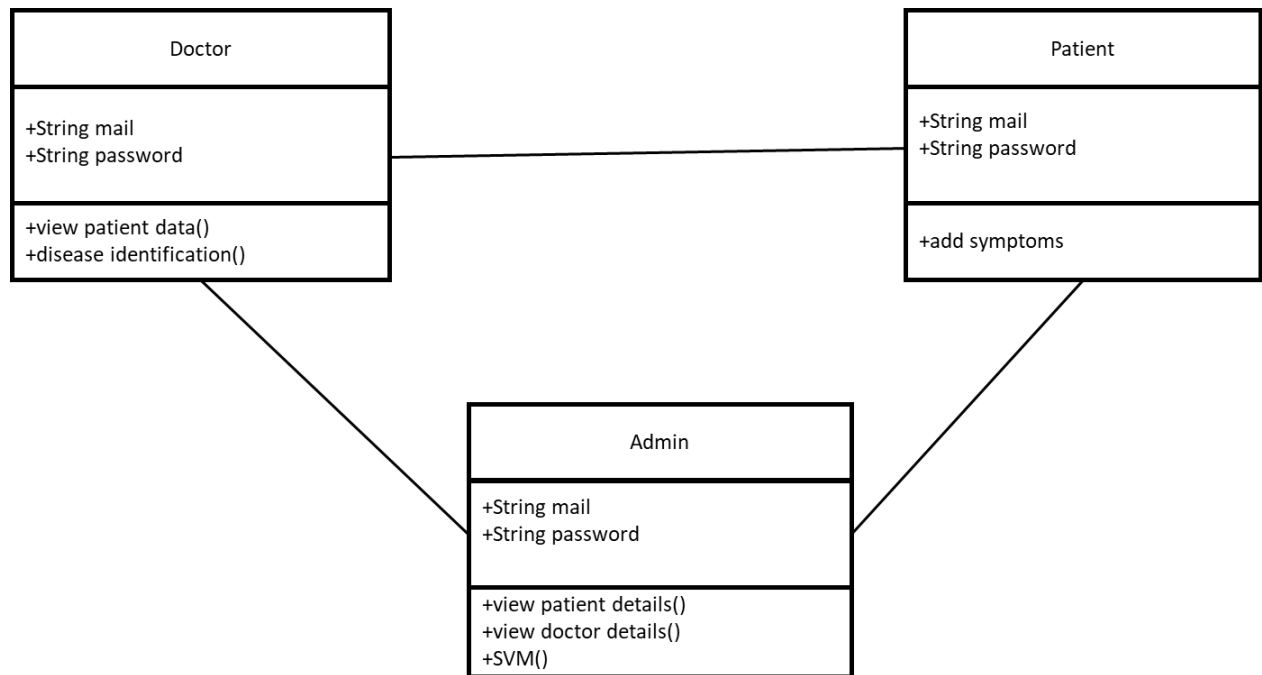 Doctor
+String mail
+String password
+view patient data()
+disease identification()
Patient
+String mail
+String password
+add symptoms
Admin
+String mail
+String password
+view patient details()
+view doctor details()
+SVM()